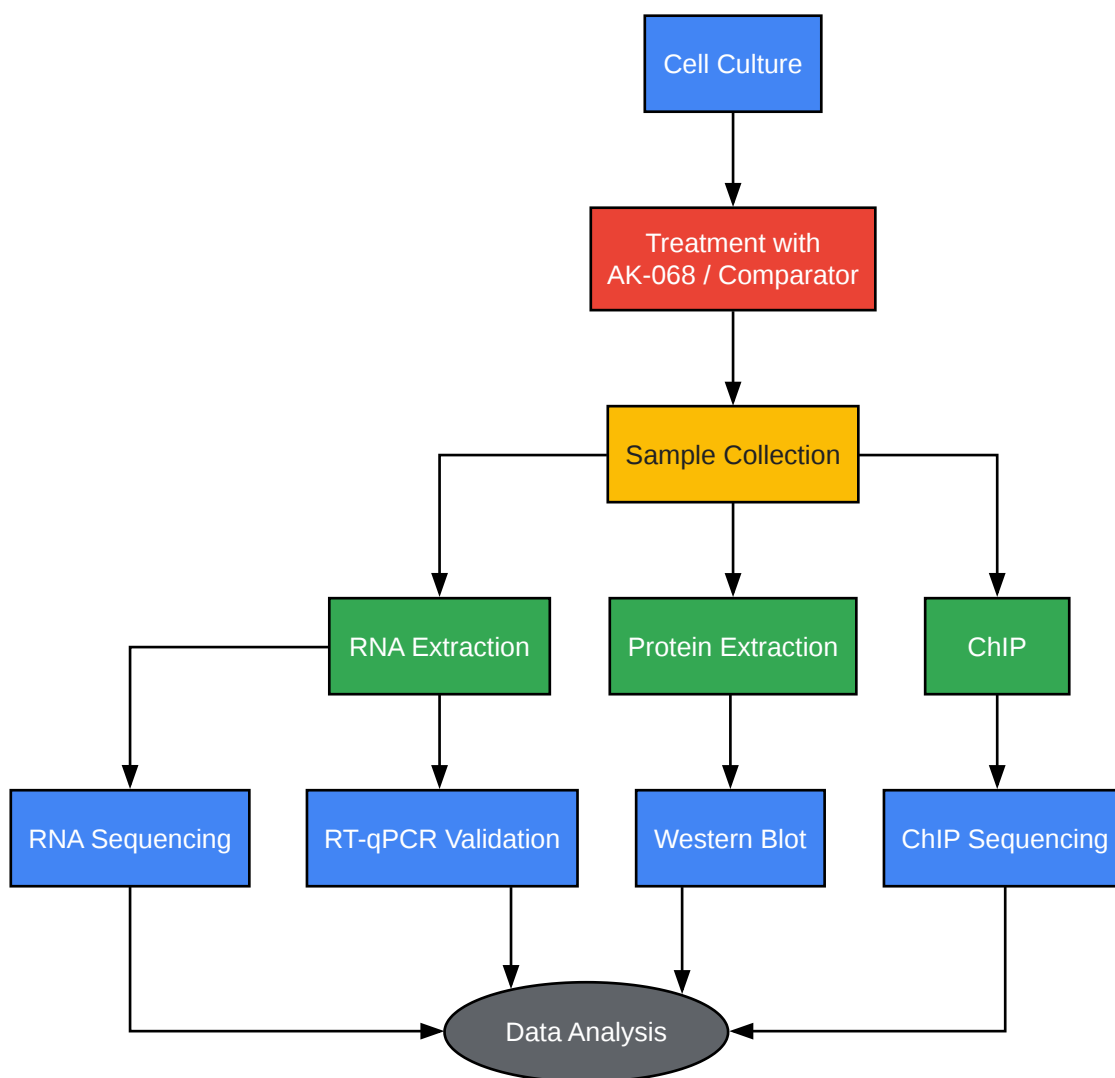 Cell Culture
Treatment with
AK-068 / Comparator
Sample Collection
RNA Extraction
Protein Extraction
ChIP
RNA Sequencing
RT-qPCR Validation
Western Blot
ChIP Sequencing
Data Analysis